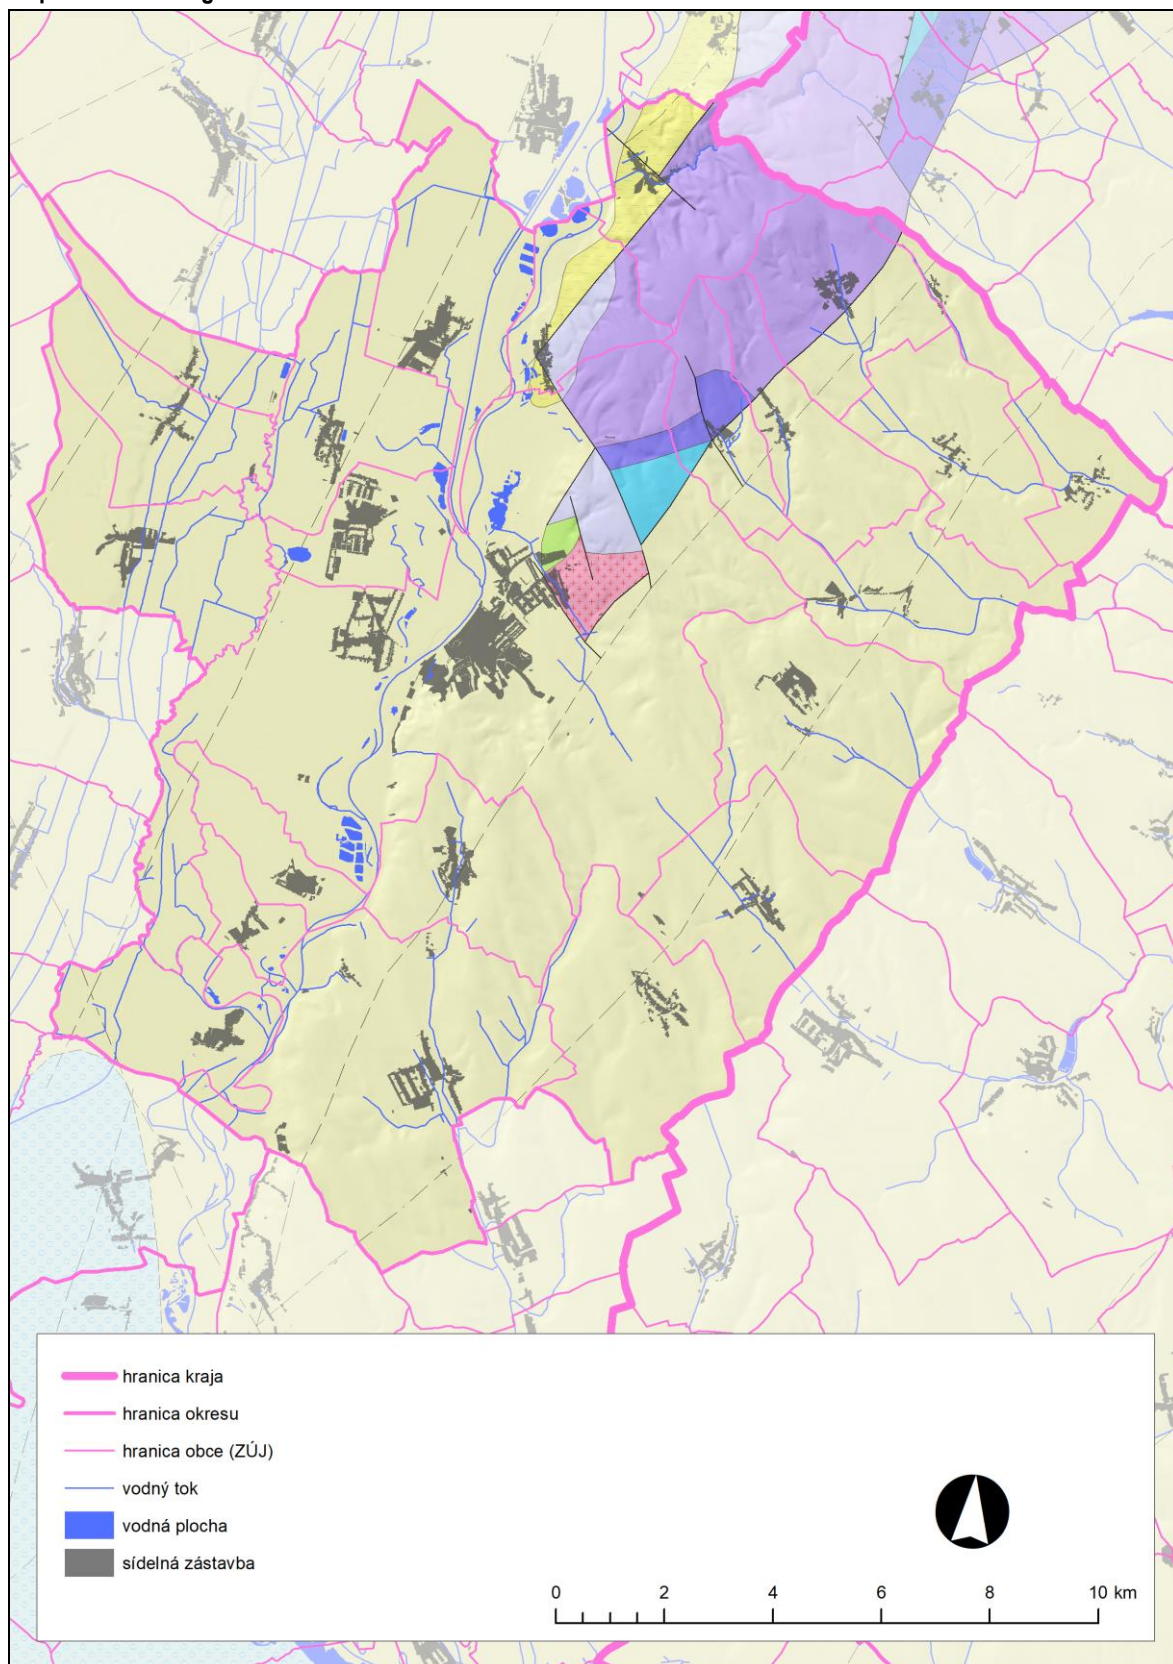 hranica kraja
hranica okresu
hranica obce (ZÚJ)
vodný tok
vodná plocha
sídelná zástavba
0 2 4 6 8 10 km